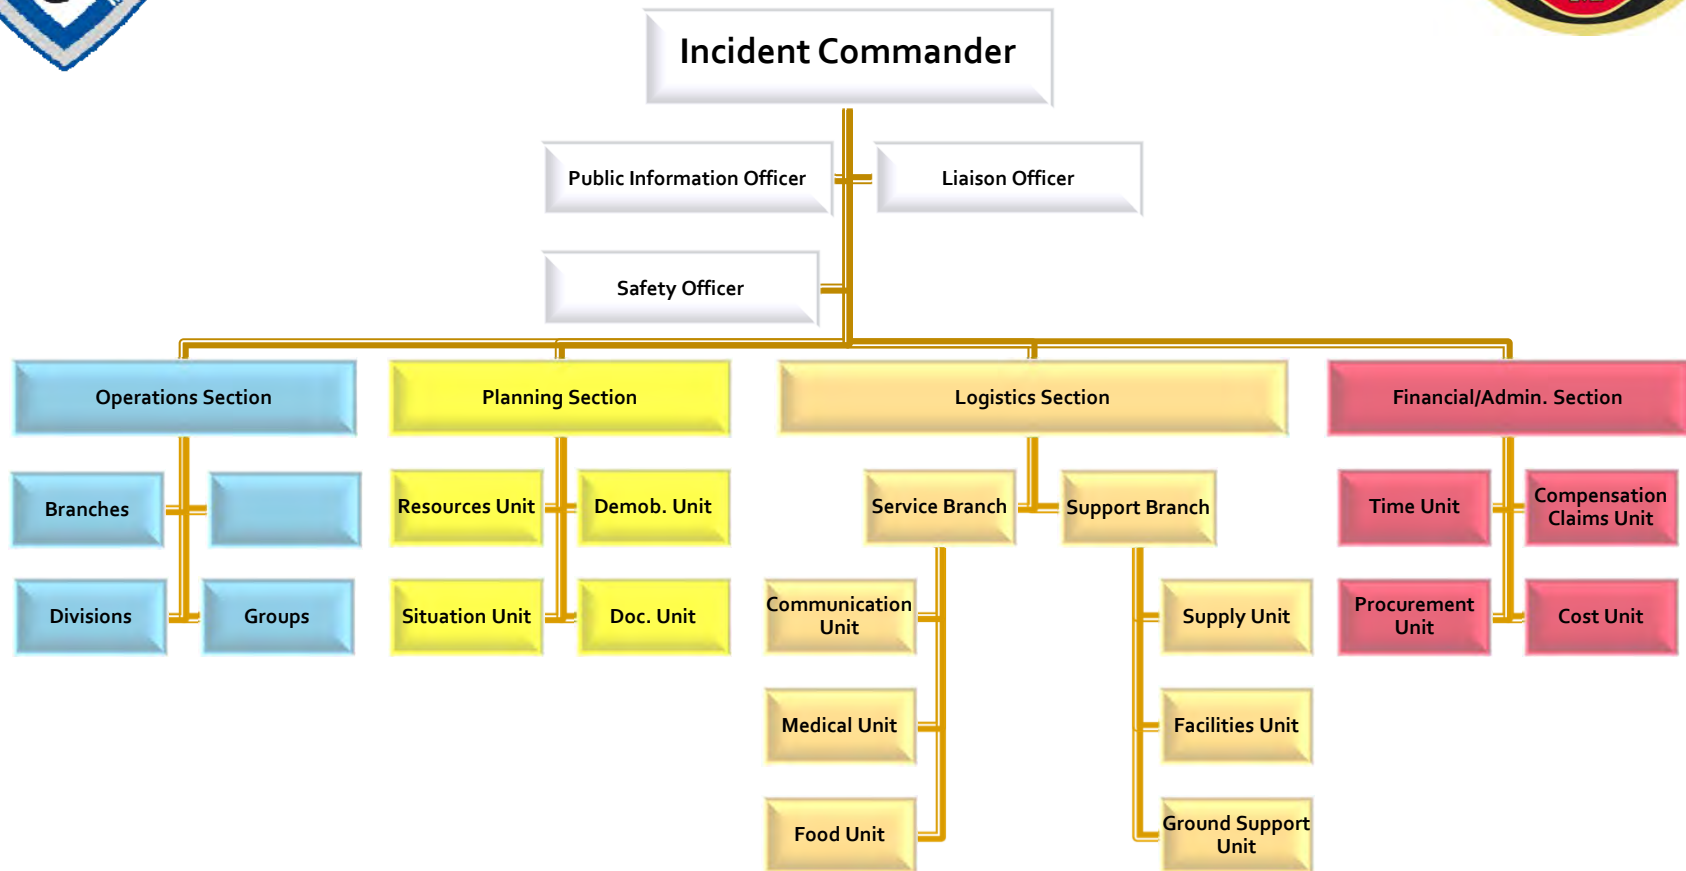 Incident Commander
Public Information Officer
Liaison Officer
Safety Officer
Operations Section
Planning Section
Logistics Section
Financial/Admin. Section
Branches
Resources Unit
Demob. Unit
Service Branch
Support Branch
Time Unit
Compensation
Claims Unit
Divisions
Groups
Situation Unit
Doc. Unit
Communication
Unit
Supply Unit
Procurement
Unit
Cost Unit
Medical Unit
Facilities Unit
Food Unit
Ground Support
Unit